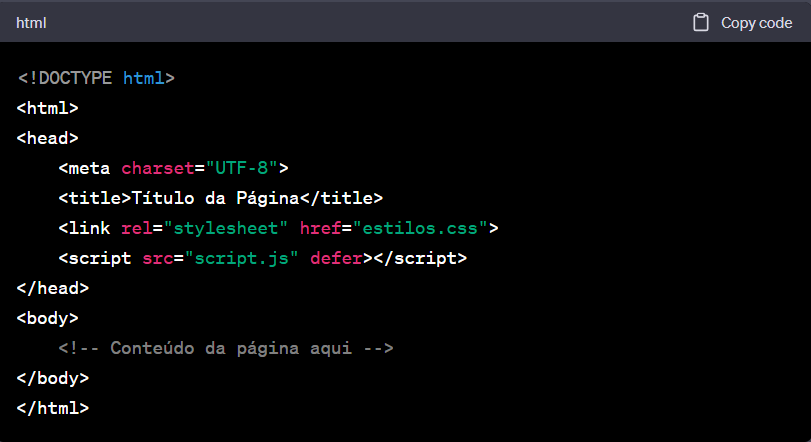 html
Copy code
<!DOCTYPE html>
<html>
<head>
    <meta charset="UTF-8">
    <title>Título da Página</title>
    <link rel="stylesheet" href="estilos.css">
    <script src="script.js" defer></script>
</head>
<body>
    <!-- Conteúdo da página aqui -->
</body>
</html>